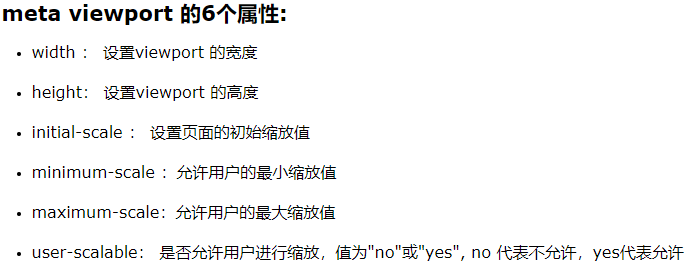 meta viewport 的6个属性:
width ： 设置viewport 的宽度
height： 设置viewport 的高度
initial-scale ： 设置页面的初始缩放值
minimum-scale ：允许用户的最小缩放值
maximum-scale：允许用户的最大缩放值
user-scalable： 是否允许用户进行缩放，值为"no"或"yes", no 代表不允许，yes代表允许